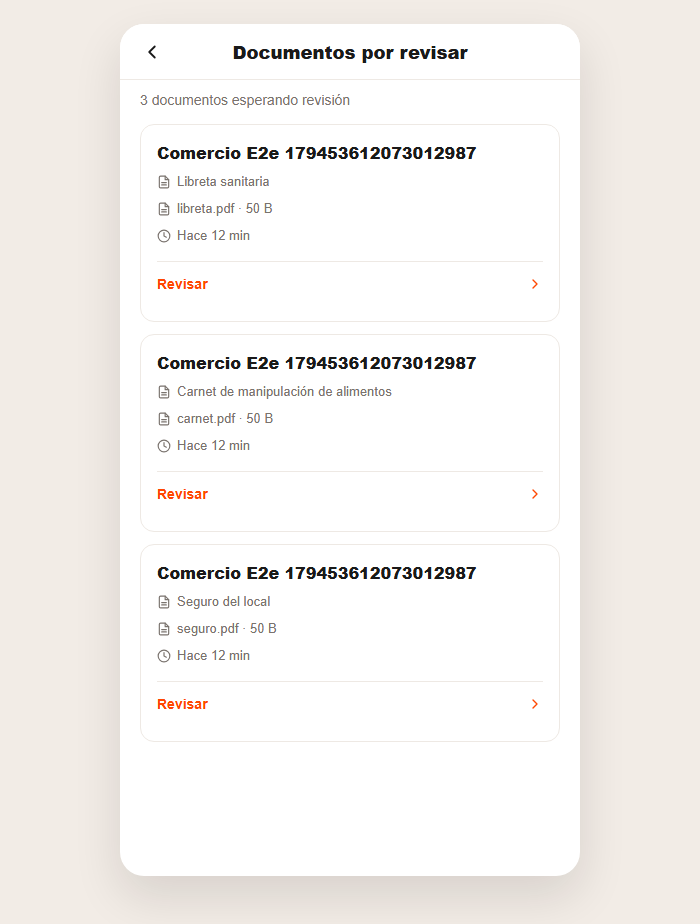 Documentos por revisar
3 documentos esperando revisión
Comercio E2e 179453612073012987
Libreta sanitaria
libreta.pdf · 50 B
Hace 12 min
Revisar
Comercio E2e 179453612073012987
Carnet de manipulación de alimentos
carnet.pdf · 50 B
Hace 12 min
Revisar
Comercio E2e 179453612073012987
Seguro del local
seguro.pdf · 50 B
Hace 12 min
Revisar